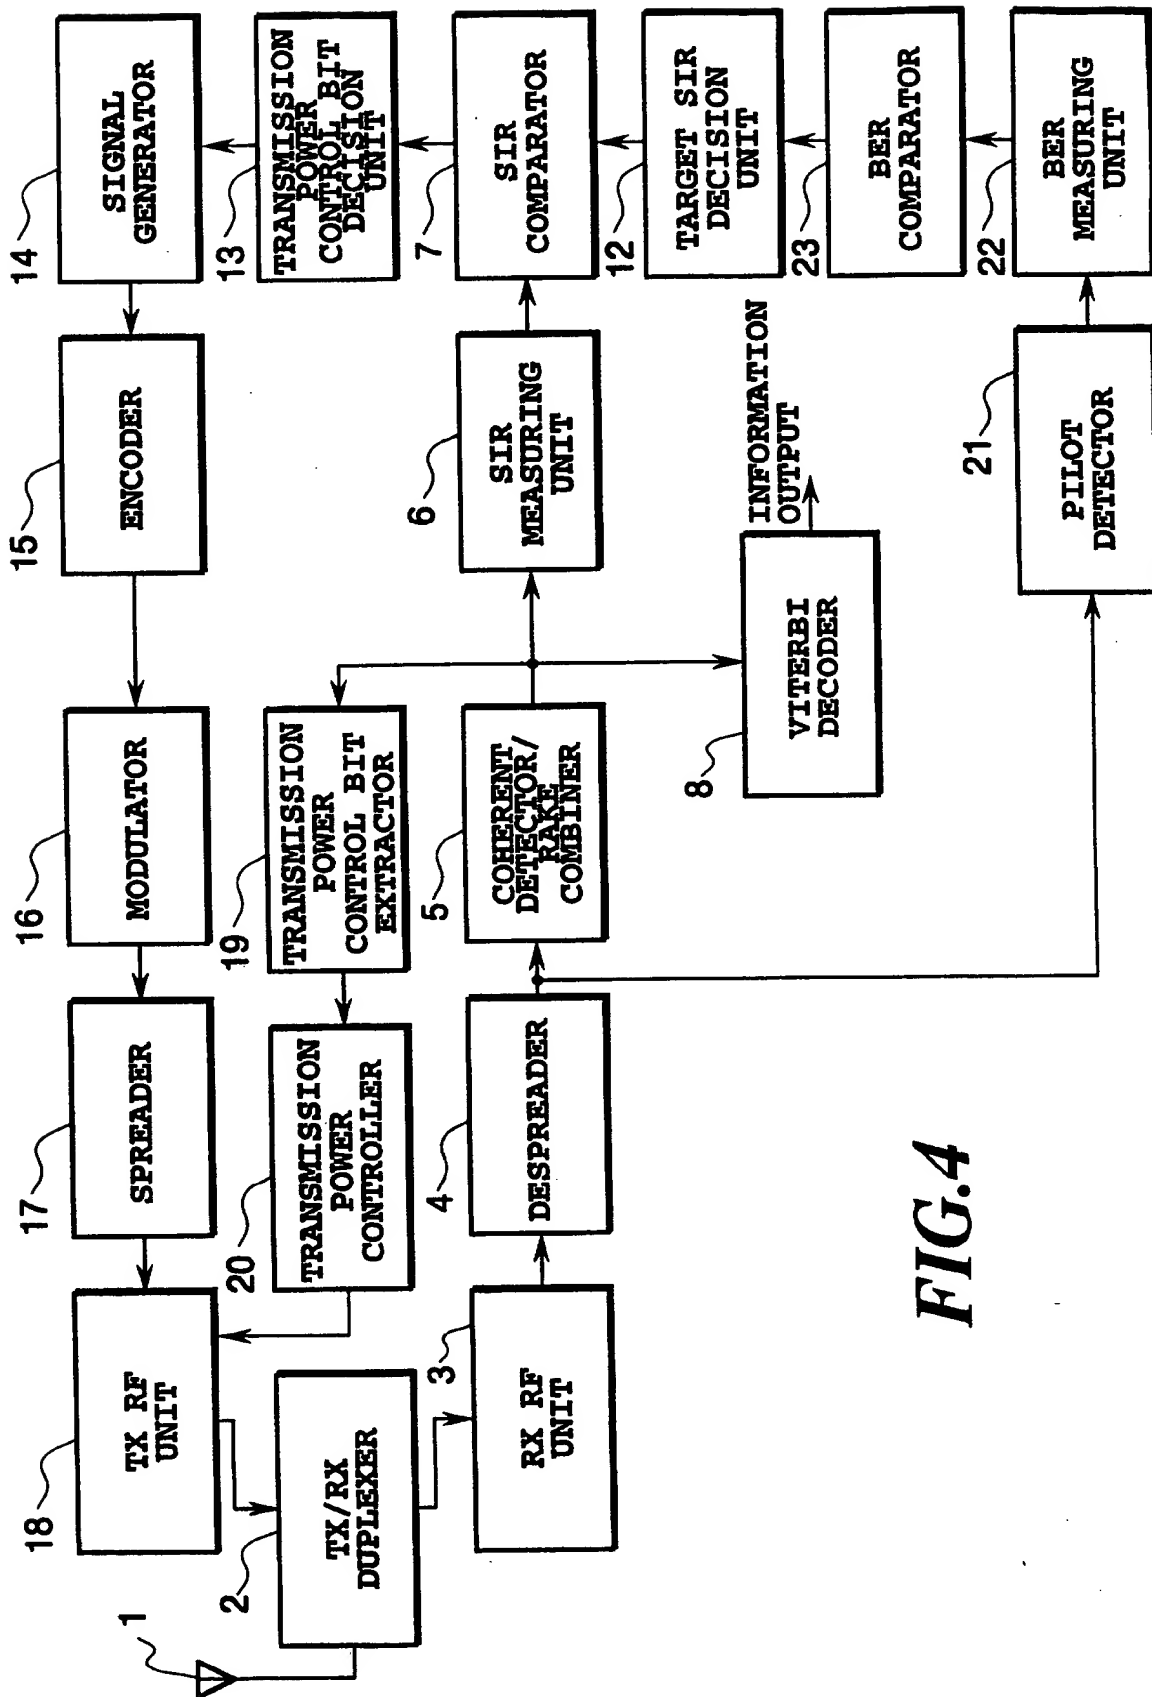 1
2
TX/RX
DUPLEXER
18
TX RF
UNIT
17
SPREADER
16
MODULATOR
15
ENCODER
14
SIGNAL
GENERATOR
20
TRANSMISSION
POWER
CONTROLLER
19
TRANSMISSION
POWER
CONTROL BIT
EXTRACTOR
13
TRANSMISSION
POWER
CONTROL BIT
DECISION
UNIT
3
RX RF
UNIT
4
DESPREADER
5
COHERENT
DETECTOR/
RAKE
COMBINER
6
SIR
MEASURING
UNIT
7
SIR
COMPARATOR
12
TARGET SIR
DECISION
UNIT
8
VITERBI
DECODER
INFORMATION
OUTPUT
23
BER
COMPARATOR
21
PILOT
DETECTOR
22
BER
MEASURING
UNIT
FIG.4